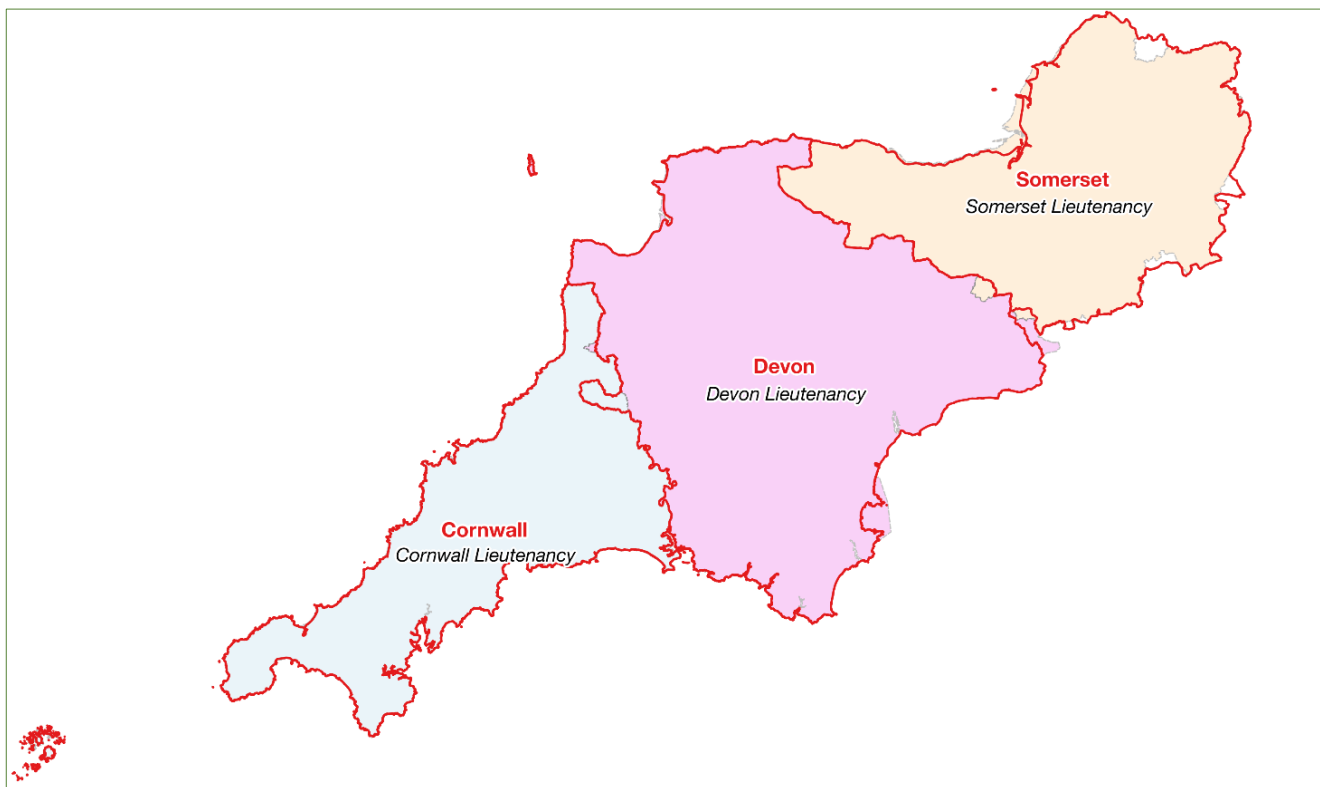 Somerset
Somerset Lieutenancy
Devon
Devon Lieutenancy
Cornwall
Cornwall Lieutenancy